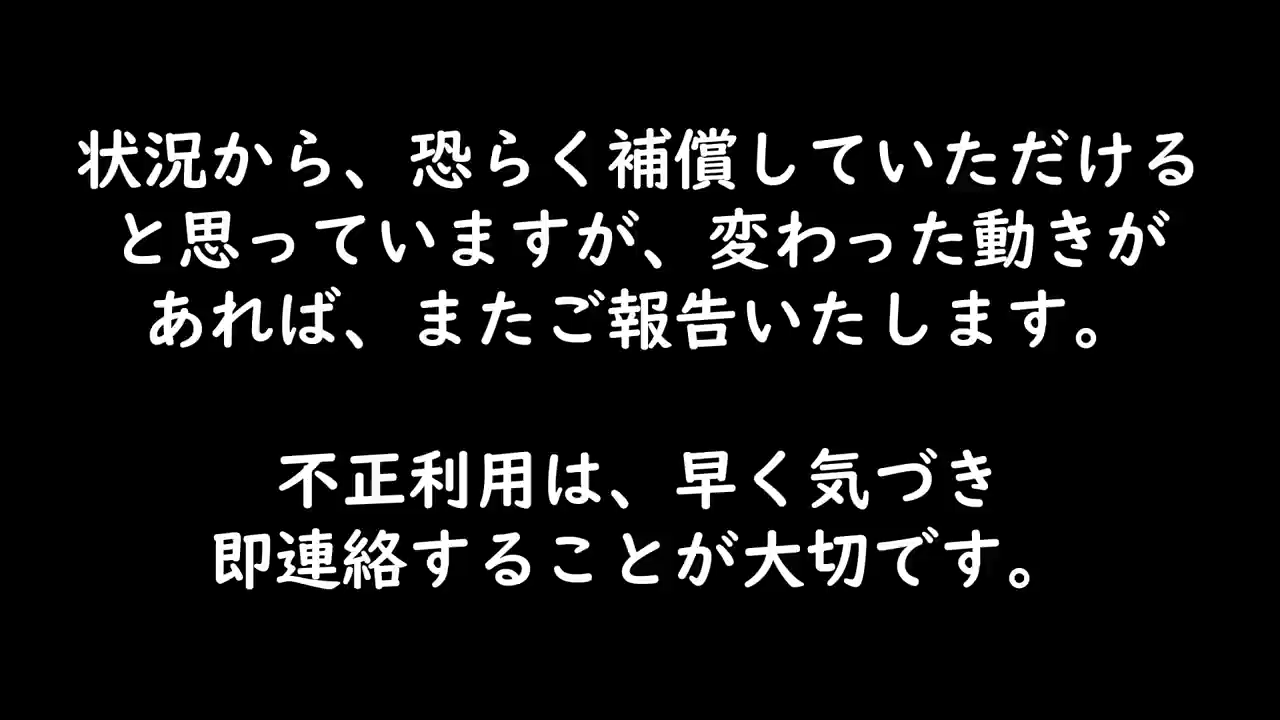 状況から、恐らく補償していただける
と思っていますが、変わった動きが
あれば、またご報告いたします。
不正利用は、早く気づき
即連絡することが大切です。